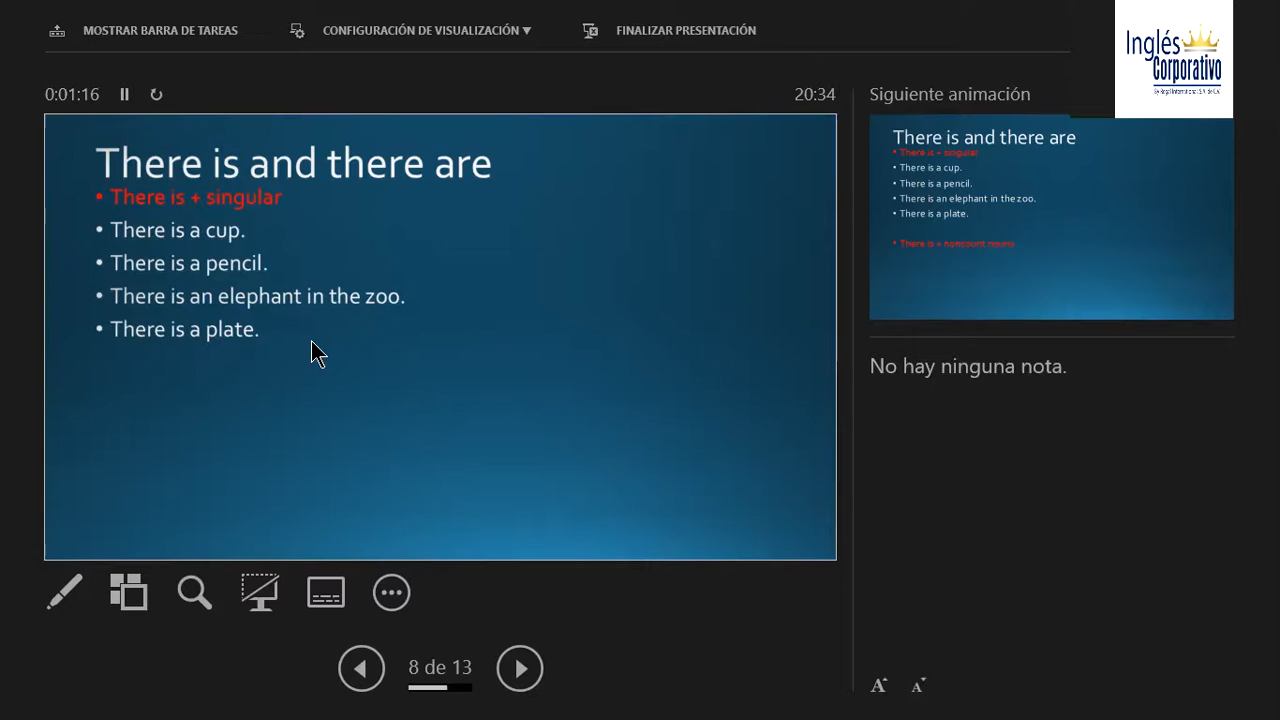 MOSTRAR BARRA DE TAREAS
CONFIGURACIÓN DE VISUALIZACIÓN ▼
FINALIZAR PRESENTACIÓN
Inglés
Corporativo
By Regal International S.A. de C.V.
0:01:16
20:34
Siguiente animación
There is and there are
• There is + singular
• There is a cup.
• There is a pencil.
• There is an elephant in the zoo.
• There is a plate.
There is and there are
• There is + singular
• There is a cup.
• There is a pencil.
• There is an elephant in the zoo.
• There is a plate.
• There is + noncount nouns
No hay ninguna nota.
8 de 13
A A